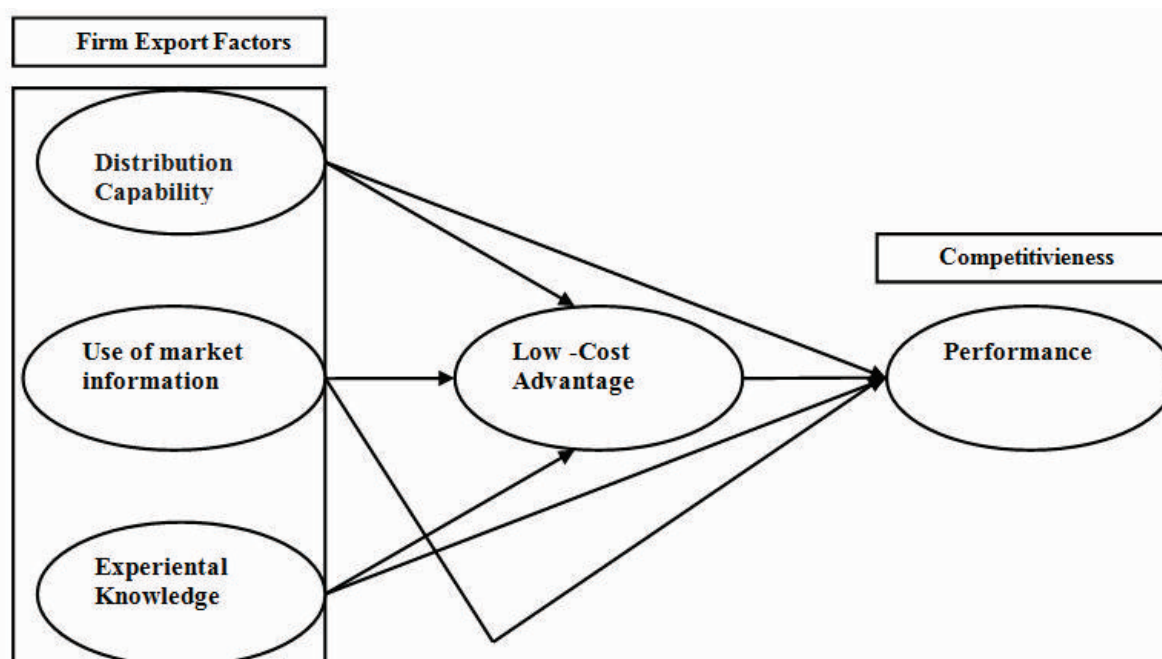 Firm Export Factors
Distribution
Capability
Use of market
information
Experiental
Knowledge
Low -Cost
Advantage
Competitivieness
Performance